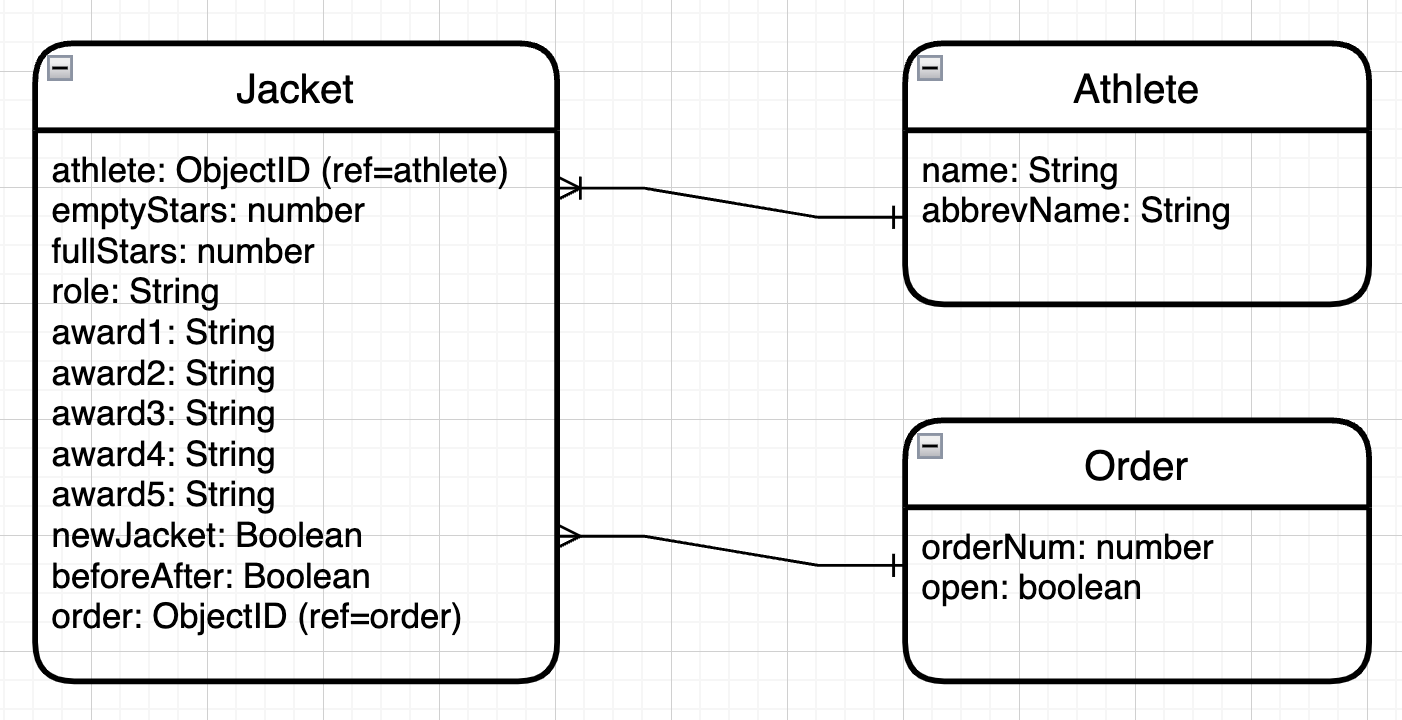 Jacket
athlete: ObjectID (ref=athlete)
emptyStars: number
fullStars: number
role: String
award1: String
award2: String
award3: String
award4: String
award5: String
newJacket: Boolean
beforeAfter: Boolean
order: ObjectID (ref=order)
Athlete
name: String
abbrevName: String
Order
orderNum: number
open: boolean